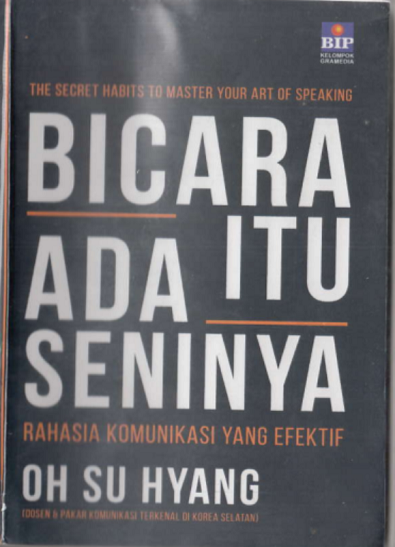 BIP
KELOMPOK
GRAMEDIA
THE SECRET HABITS TO MASTER YOUR ART OF SPEAKING
BICARA
ITU
ADA
SENINYA
RAHASIA KOMUNIKASI YANG EFEKTIF
OH SU HYANG
(DOSEN & PAKAR KOMUNIKASI TERKENAL DI KOREA SELATAN)